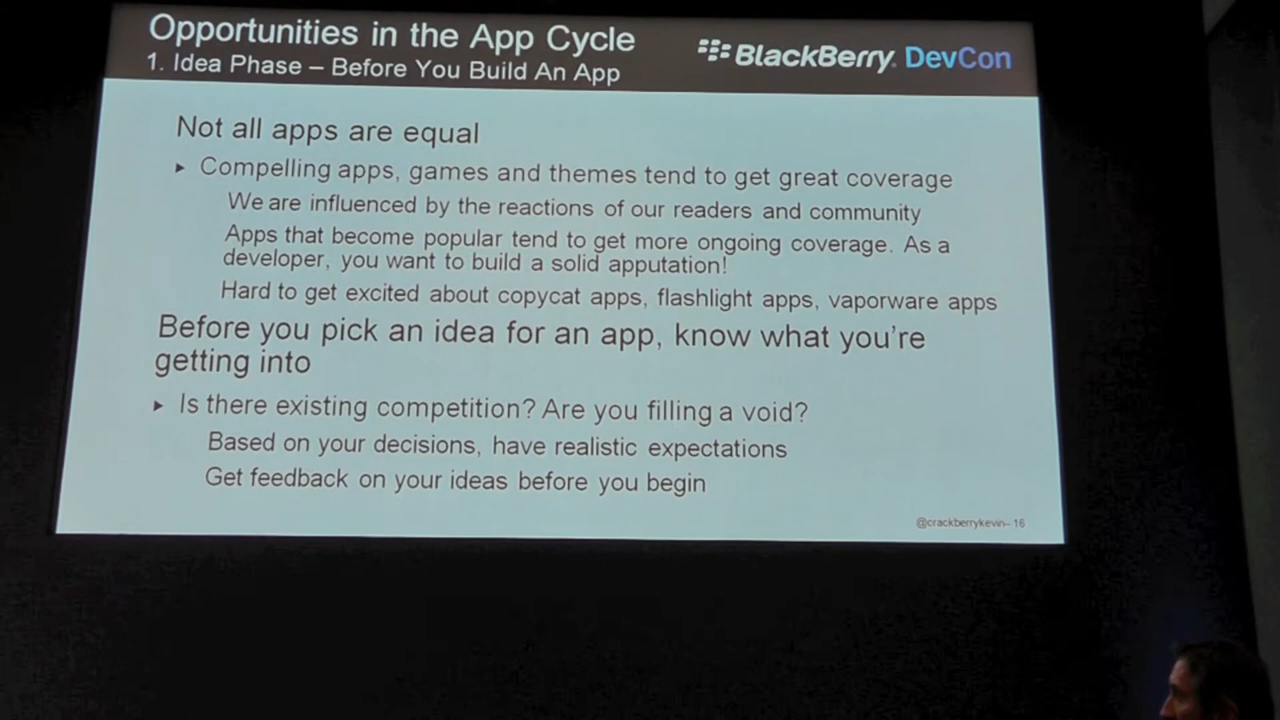 Opportunities in the App Cycle
1. Idea Phase – Before You Build An App
BlackBerry. DevCon
Not all apps are equal
Compelling apps, games and themes tend to get great coverage
We are influenced by the reactions of our readers and community
Apps that become popular tend to get more ongoing coverage. As a
developer, you want to build a solid apputation!
Hard to get excited about copycat apps, flashlight apps, vaporware apps
Before you pick an idea for an app, know what you're
getting into
Is there existing competition? Are you filling a void?
Based on your decisions, have realistic expectations
Get feedback on your ideas before you begin
@crackberrykevin– 16